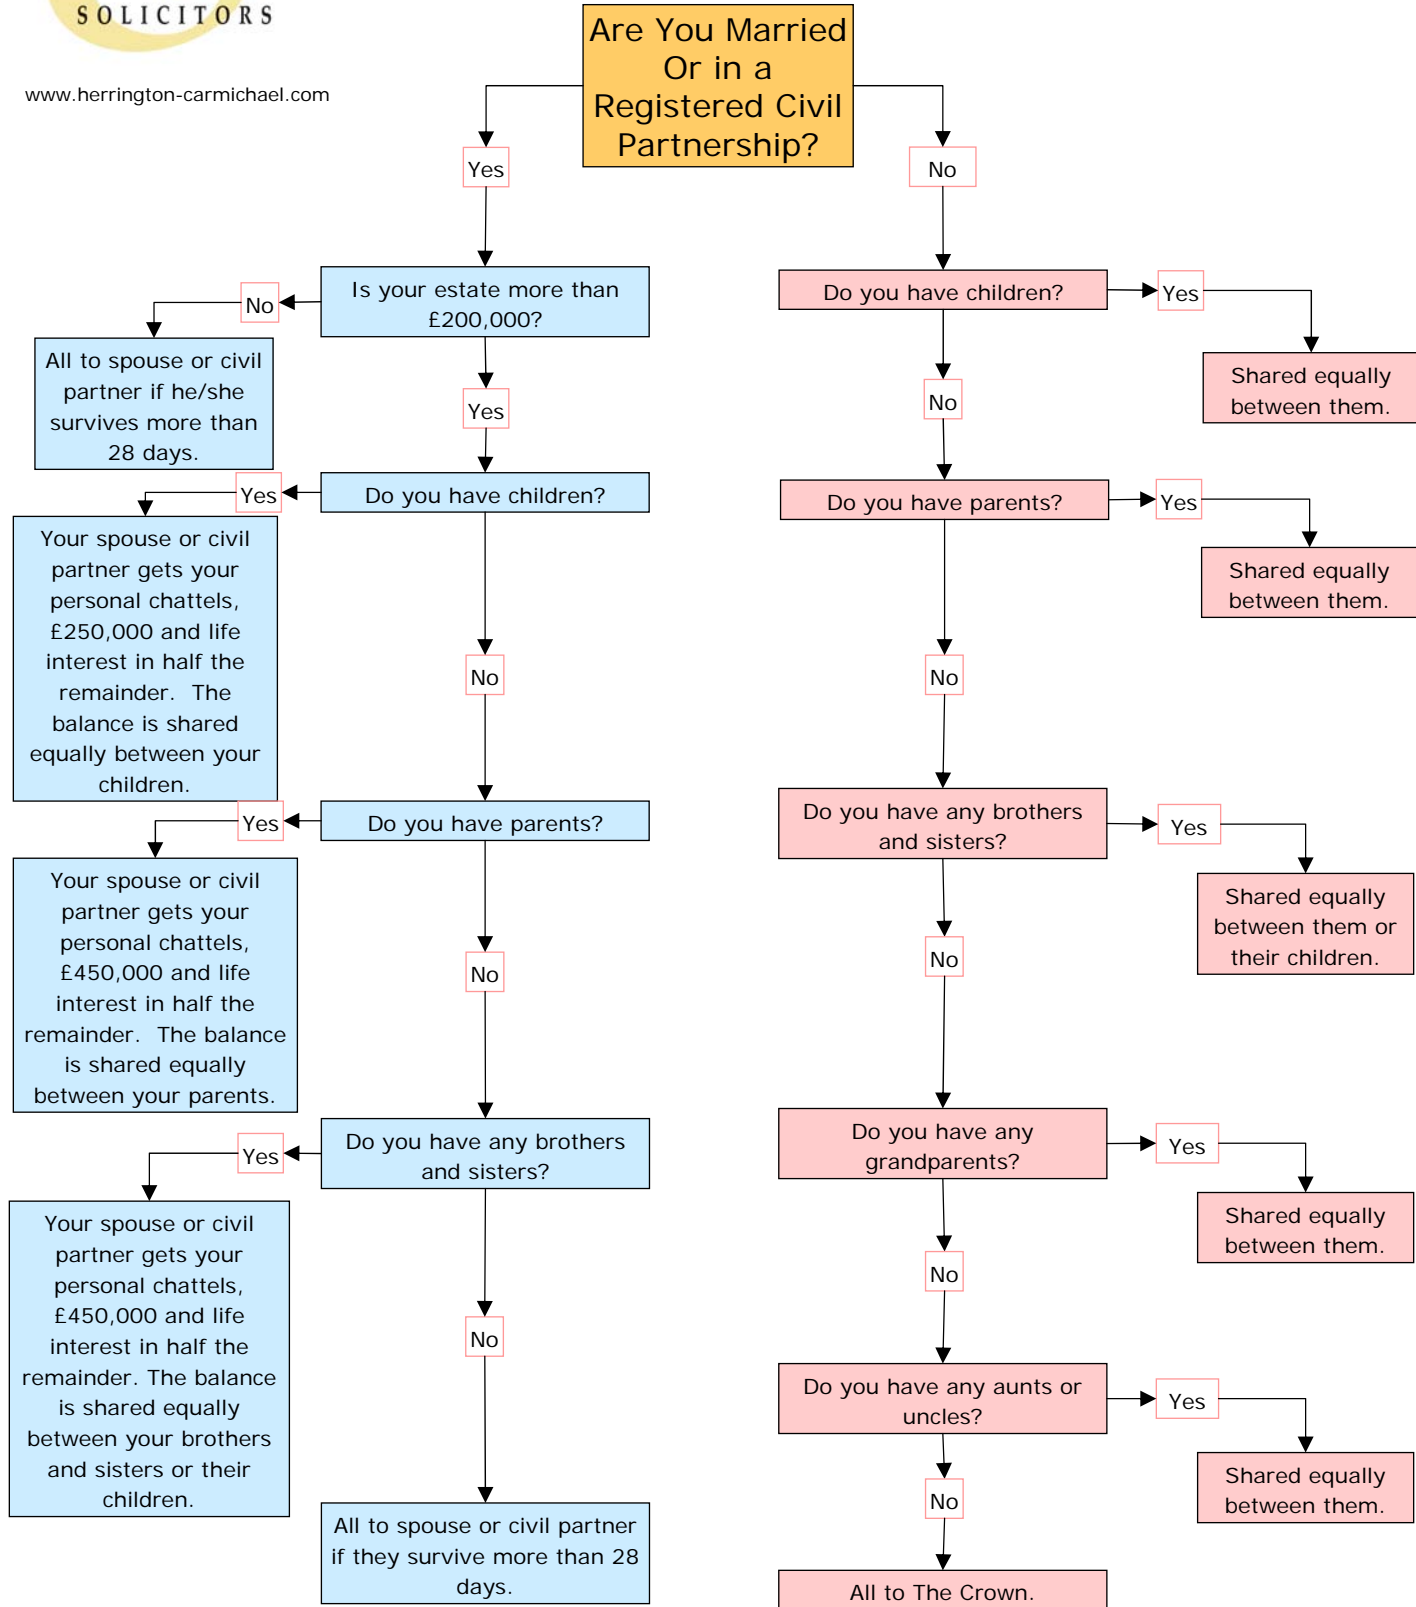 SOLICITORS
www.herrington-carmichael.com
Are You Married
Or in a
Registered Civil
Partnership?
Yes
No
Is your estate more than
£200,000?
No
All to spouse or civil
partner if he/she
survives more than
28 days.
Yes
Do you have children?
Yes
Your spouse or civil
partner gets your
personal chattels,
£250,000 and life
interest in half the
remainder. The
balance is shared
equally between your
children.
No
Do you have parents?
Yes
Your spouse or civil
partner gets your
personal chattels,
£450,000 and life
interest in half the
remainder. The balance
is shared equally
between your parents.
No
Do you have any brothers
and sisters?
Yes
Your spouse or civil
partner gets your
personal chattels,
£450,000 and life
interest in half the
remainder. The balance
is shared equally
between your brothers
and sisters or their
children.
No
All to spouse or civil partner
if they survive more than 28
days.
Do you have children?
Yes
Shared equally
between them.
No
Do you have parents?
Yes
Shared equally
between them.
No
Do you have any brothers
and sisters?
Yes
Shared equally
between them or
their children.
No
Do you have any
grandparents?
Yes
Shared equally
between them.
No
Do you have any aunts or
uncles?
Yes
Shared equally
between them.
No
All to The Crown.